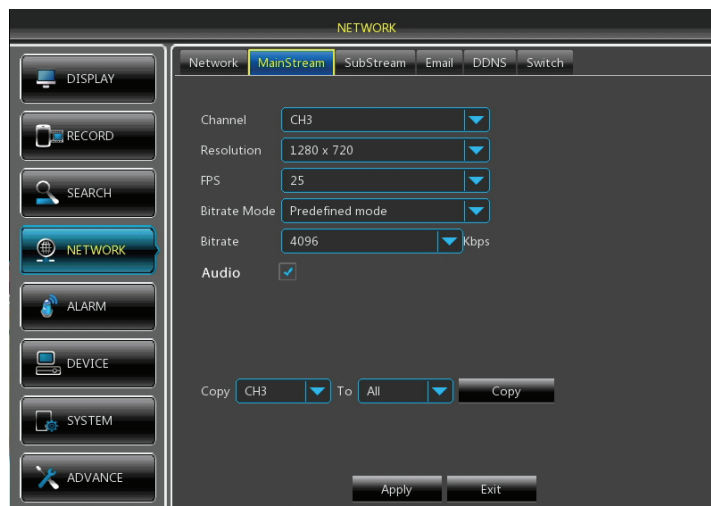 NETWORK
DISPLAY
RECORD
SEARCH
NETWORK
ALARM
DEVICE
SYSTEM
ADVANCE
Network MainStream SubStream Email DDNS Switch
Channel CH3
Resolution 1280 x 720
FPS 25
Bitrate Mode Predefined mode
Bitrate 4096 Kbps
Audio
Copy CH3 To All Copy
Apply Exit